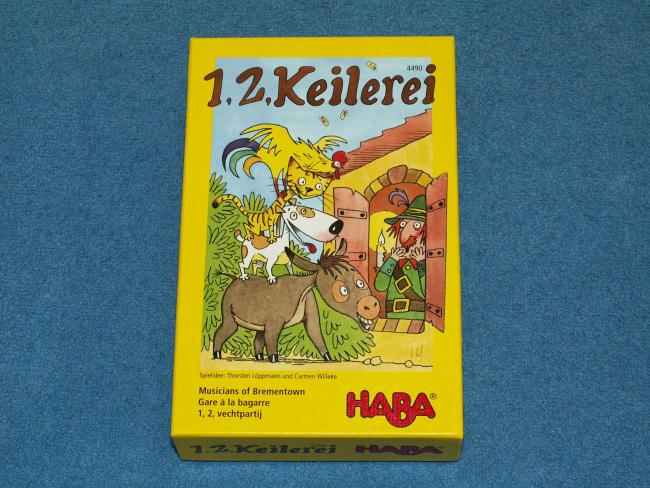 4490
1, 2, Keilerei
Spielidee: Thorsten Löppmann und Carmen Willeke
Musicians of Brementown
Gare à la bagarre
1, 2, vechtpartij
HABA®
1, 2, Keilerei
HABA